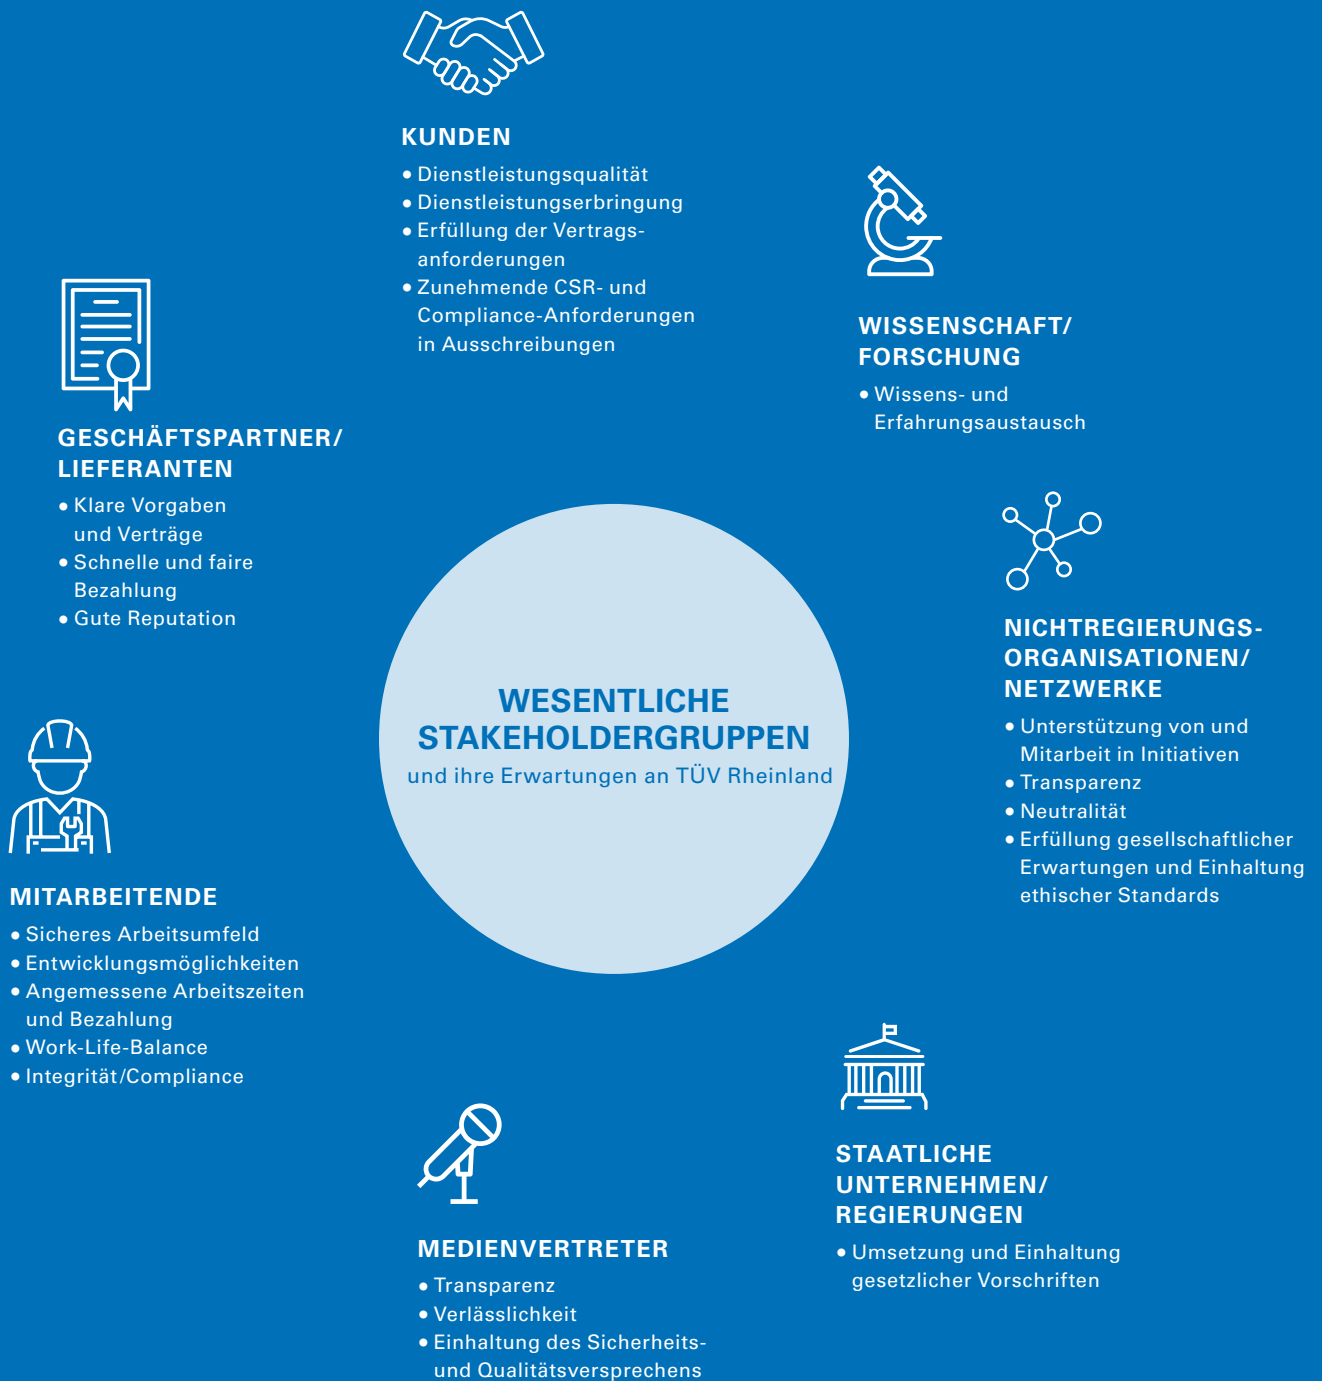 KUNDEN
• Dienstleistungsqualität
• Dienstleistungserbringung
• Erfüllung der Vertrags-
anforderungen
• Zunehmende CSR- und
Compliance-Anforderungen
in Ausschreibungen
WISSENSCHAFT/
FORSCHUNG
• Wissens- und
Erfahrungsaustausch
GESCHÄFTSPARTNER/
LIEFERANTEN
• Klare Vorgaben
und Verträge
• Schnelle und faire
Bezahlung
• Gute Reputation
NICHTREGIERUNGS-
ORGANISATIONEN/
NETZWERKE
• Unterstützung von und
Mitarbeit in Initiativen
• Transparenz
• Neutralität
• Erfüllung gesellschaftlicher
Erwartungen und Einhaltung
ethischer Standards
WESENTLICHE
STAKEHOLDERGRUPPEN
und ihre Erwartungen an TÜV Rheinland
MITARBEITENDE
• Sicheres Arbeitsumfeld
• Entwicklungsmöglichkeiten
• Angemessene Arbeitszeiten
und Bezahlung
• Work-Life-Balance
• Integrität/Compliance
STAATLICHE
UNTERNEHMEN/
REGIERUNGEN
• Umsetzung und Einhaltung
gesetzlicher Vorschriften
MEDIENVERTRETER
• Transparenz
• Verlässlichkeit
• Einhaltung des Sicherheits-
und Qualitätsversprechens